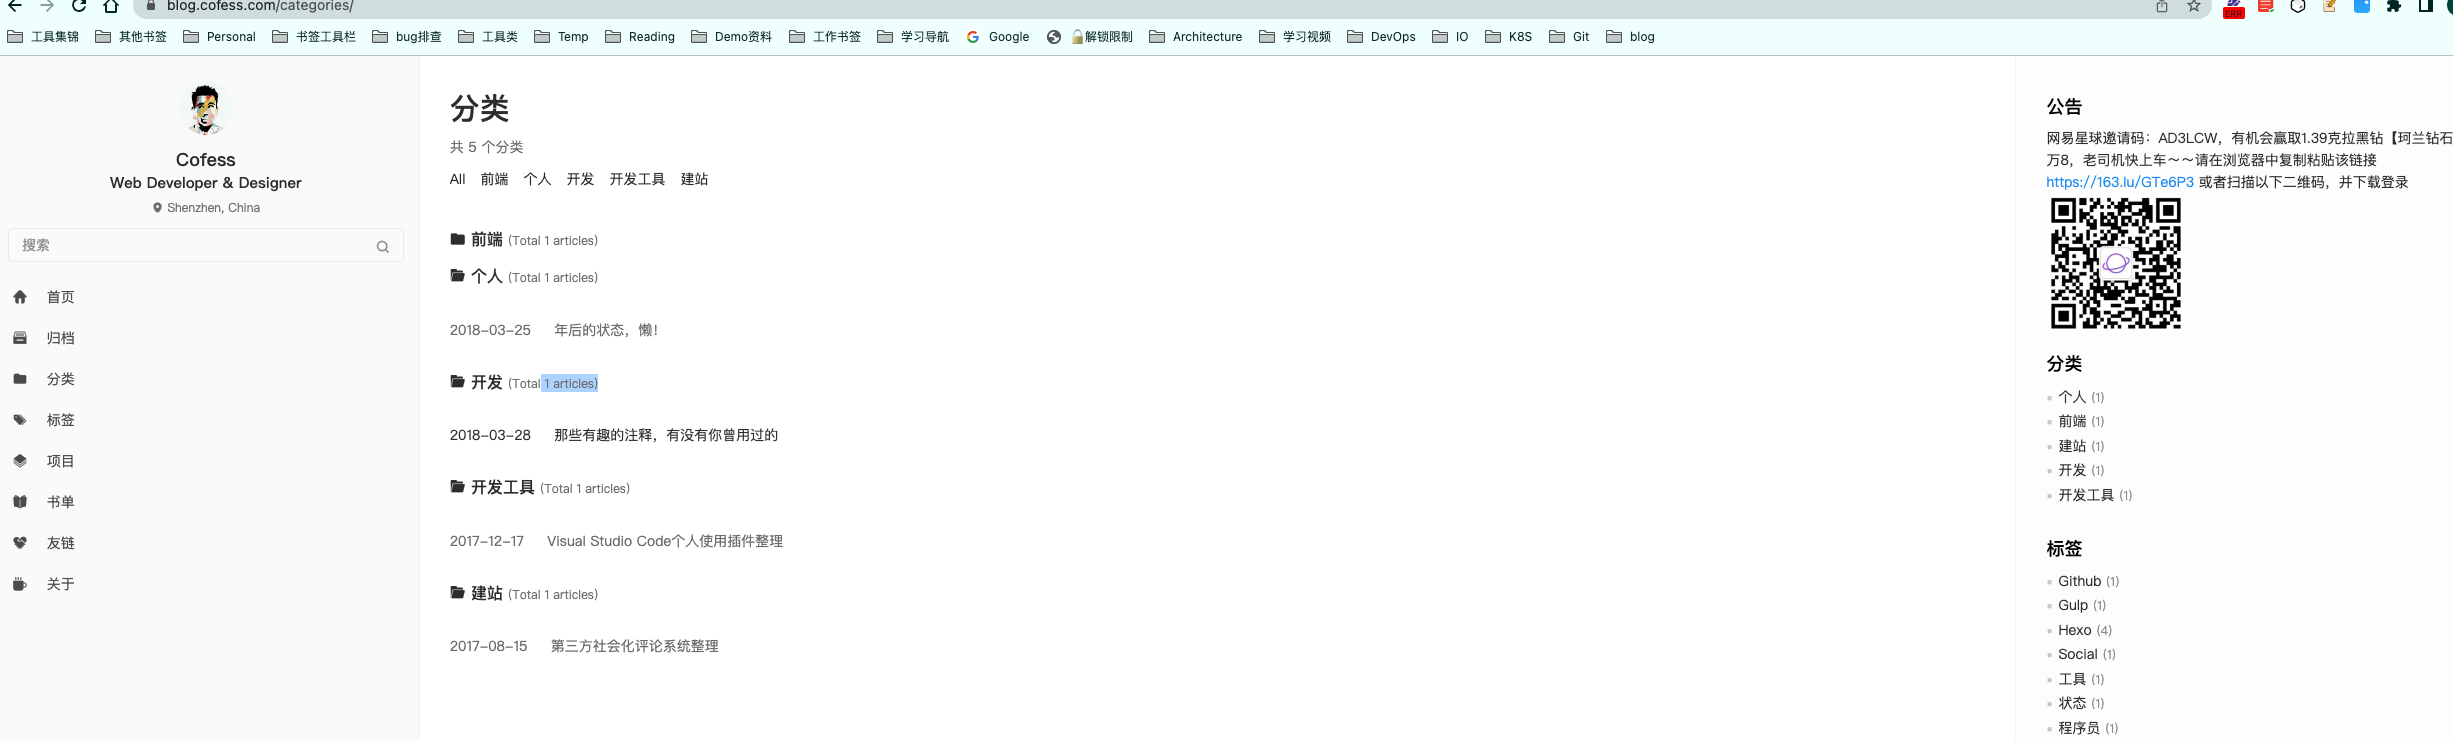 blog.cofess.com/categories/
ERR
工具集锦 其他书签 Personal 书签工具栏 bug排查 工具类 Temp Reading Demo资料 工作书签 学习导航 Google 🔒解锁限制 Architecture 学习视频 DevOps IO K8S Git blog
Cofess
Web Developer & Designer
Shenzhen, China
搜索
首页
归档
分类
标签
项目
书单
友链
关于
分类
共 5 个分类
All 前端 个人 开发 开发工具 建站
前端 (Total 1 articles)
个人 (Total 1 articles)
2018-03-25 年后的状态，懒！
开发 (Total 1 articles)
2018-03-28 那些有趣的注释，有没有你曾用过的
开发工具 (Total 1 articles)
2017-12-17 Visual Studio Code个人使用插件整理
建站 (Total 1 articles)
2017-08-15 第三方社会化评论系统整理
公告
网易星球邀请码：AD3LCW，有机会赢取1.39克拉黑钻【珂兰钻石
万8，老司机快上车～～请在浏览器中复制粘贴该链接
https://163.lu/GTe6P3 或者扫描以下二维码，并下载登录
分类
个人 (1)
前端 (1)
建站 (1)
开发 (1)
开发工具 (1)
标签
Github (1)
Gulp (1)
Hexo (4)
Social (1)
工具 (1)
状态 (1)
程序员 (1)